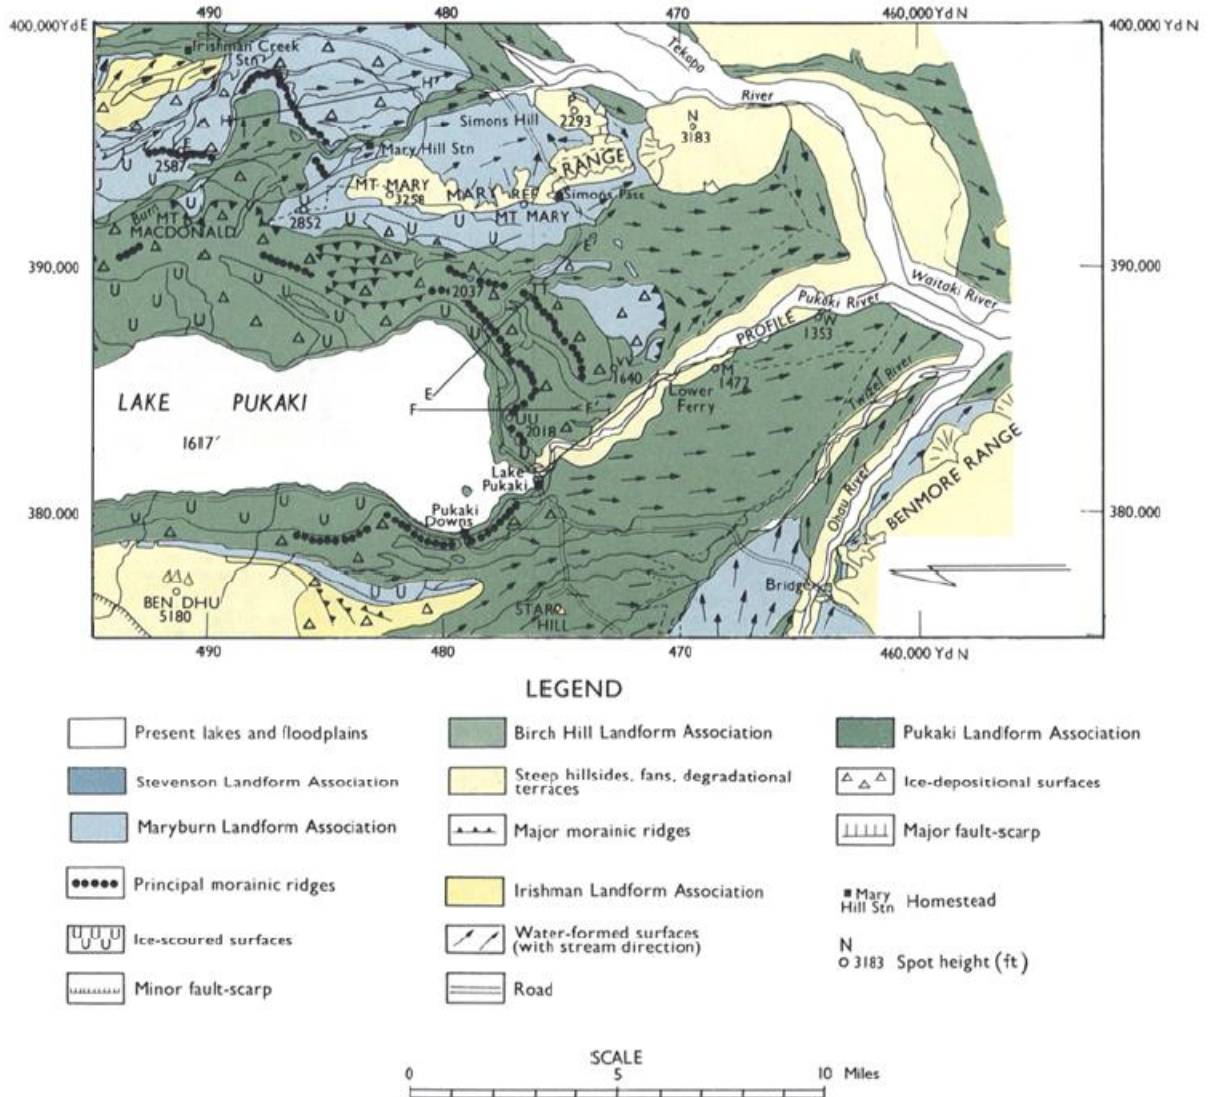 490
480
470
460,000 Yd N
400,000 Yd E
400,000 Yd N
Irishman Creek
Stn
Tekapo
River
H'
H
Simons Hill
P
2293
N
3183
E
2587
Mary Hill Stn
RANGE
MT MARY
3258
MARY
REF
Simons Pass
MT MARY
2852
MT
MACDONALD
390,000
390,000
E'
2037
TT
Waitaki River
Pukaki River
W
1353
PROFILE
VV
1640
M
1472
Lower
Ferry
Twizel River
LAKE PUKAKI
1617'
E
F
F'
UU
2018
Lake
Pukaki
Ohau River
BENMORE RANGE
380,000
380,000
Pukaki
Downs
Bridge
BEN DHU
5180
STAR
HILL
490
480
470
460,000 Yd N
LEGEND
Present lakes and floodplains
Birch Hill Landform Association
Pukaki Landform Association
Stevenson Landform Association
Steep hillsides, fans, degradational
terraces
Ice-depositional surfaces
Maryburn Landform Association
Major morainic ridges
Major fault-scarp
Principal morainic ridges
Irishman Landform Association
Mary
Hill Stn
Homestead
Ice-scoured surfaces
Water-formed surfaces
(with stream direction)
N
3183 Spot height (ft)
Minor fault-scarp
Road
SCALE
0 5 10 Miles